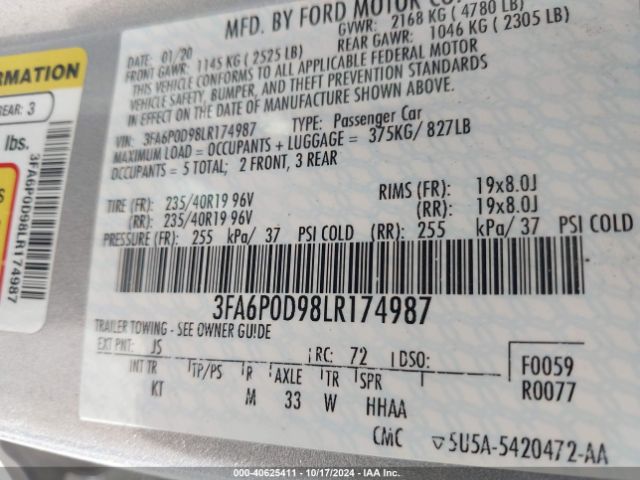 MFD. BY FORD MOTOR CO
GVWR: 2168 KG ( 4780 LB)
DATE: 01/20
FRONT GAWR: 1145 KG ( 2525 LB)
REAR GAWR: 1046 KG ( 2305 LB)
THIS VEHICLE CONFORMS TO ALL APPLICABLE FEDERAL MOTOR
VEHICLE SAFETY, BUMPER, AND THEFT PREVENTION STANDARDS
IN EFFECT ON THE DATE OF MANUFACTURE SHOWN ABOVE.
VIN: 3FA6P0D98LR174987 TYPE: Passenger Car
MAXIMUM LOAD = OCCUPANTS + LUGGAGE = 375KG/ 827LB
OCCUPANTS = 5 TOTAL; 2 FRONT, 3 REAR
TIRE (FR): 235/40R19 96V RIMS (FR): 19x8.0J
(RR): 235/40R19 96V (RR): 19x8.0J
PRESSURE (FR): 255 kPa/ 37 PSI COLD (RR): 255 kPa/ 37 PSI COLD
3FA6P0D98LR174987
TRAILER TOWING - SEE OWNER GUIDE
EXT PNT: JS RC: 72 DSO: F0059
INT TR TP/PS R AXLE TR SPR R0077
KT M 33 W HHAA
CMC 5U5A-5420472-AA
RMATION
REAR: 3
lbs.
3FA6P0D98LR174987
© COPART - 40625411 - 10/17/2024 - IAA Inc.